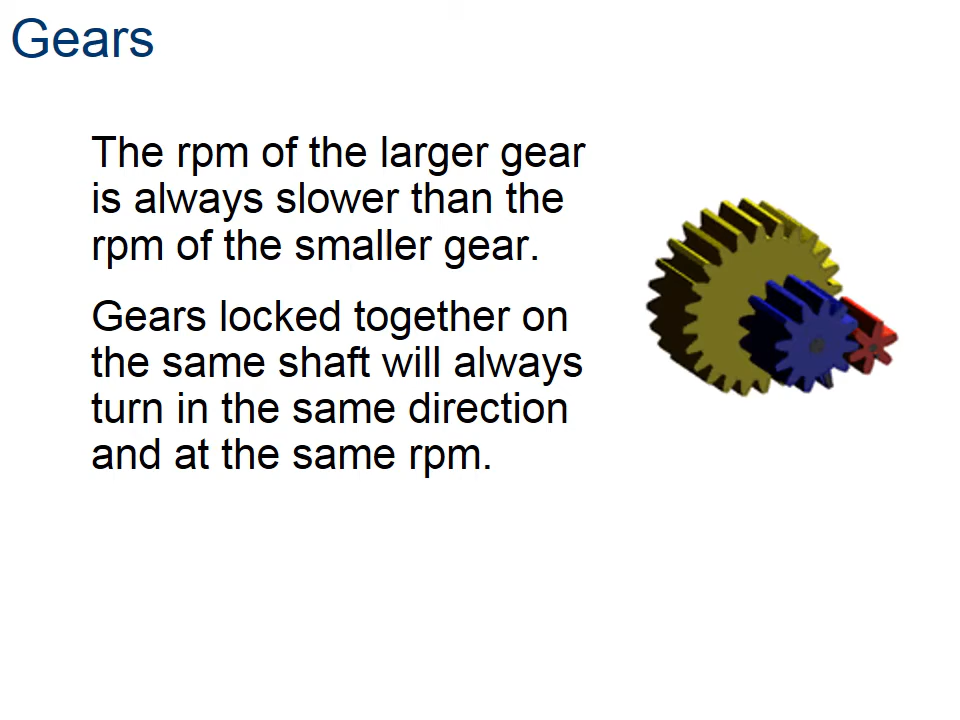 Gears
The rpm of the larger gear
is always slower than the
rpm of the smaller gear.
Gears locked together on
the same shaft will always
turn in the same direction
and at the same rpm.